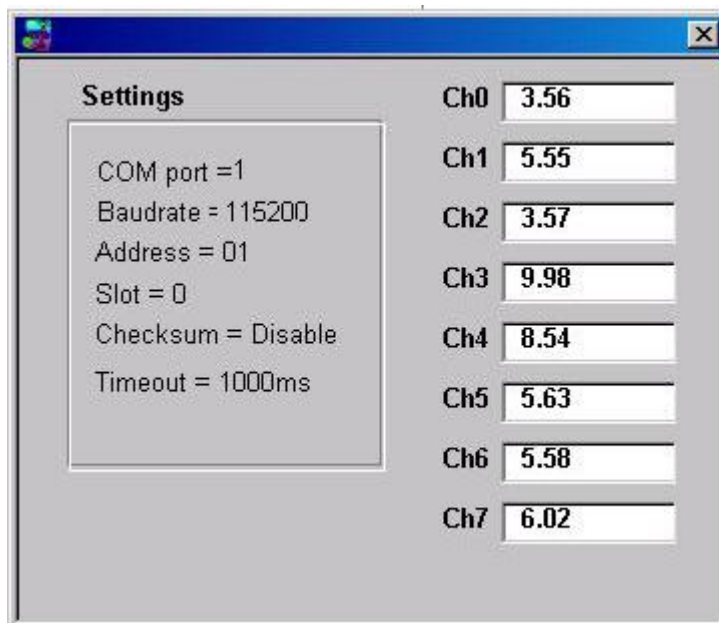 Settings
COM port =1
Baudrate = 115200
Address = 01
Slot = 0
Checksum = Disable
Timeout = 1000ms
Ch0 3.56
Ch1 5.55
Ch2 3.57
Ch3 9.98
Ch4 8.54
Ch5 5.63
Ch6 5.58
Ch7 6.02